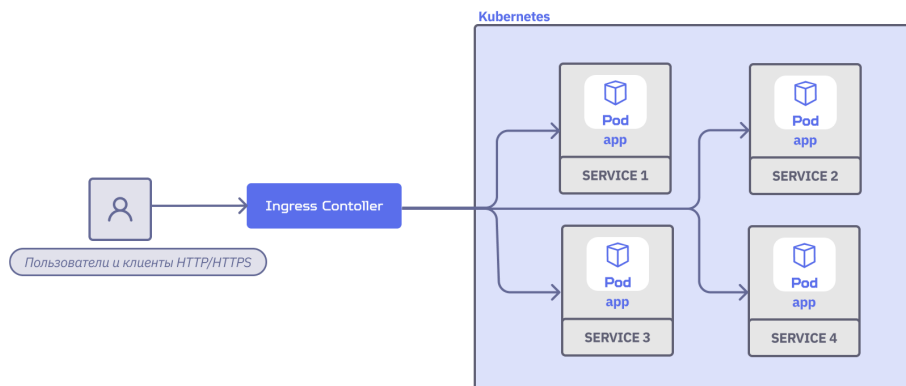 Kubernetes
Pod
app
SERVICE 1
Pod
app
SERVICE 2
Ingress Contoller
Пользователи и клиенты HTTP/HTTPS
Pod
app
SERVICE 3
Pod
app
SERVICE 4